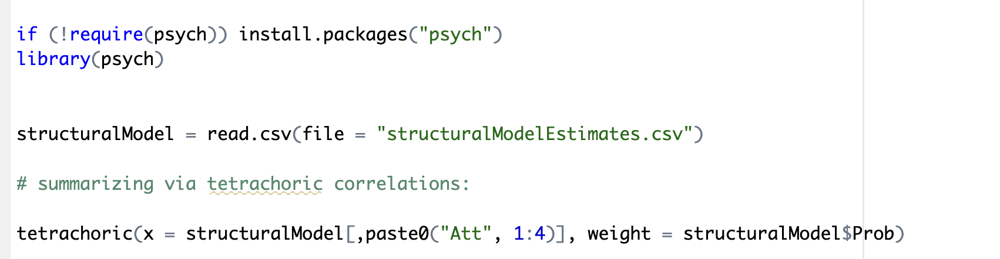 if (!require(psych)) install.packages("psych")
library(psych)
structuralModel = read.csv(file = "structuralModelEstimates.csv")
# summarizing via tetrachoric correlations:
tetrachoric(x = structuralModel[,paste0("Att", 1:4)], weight = structuralModel$Prob)